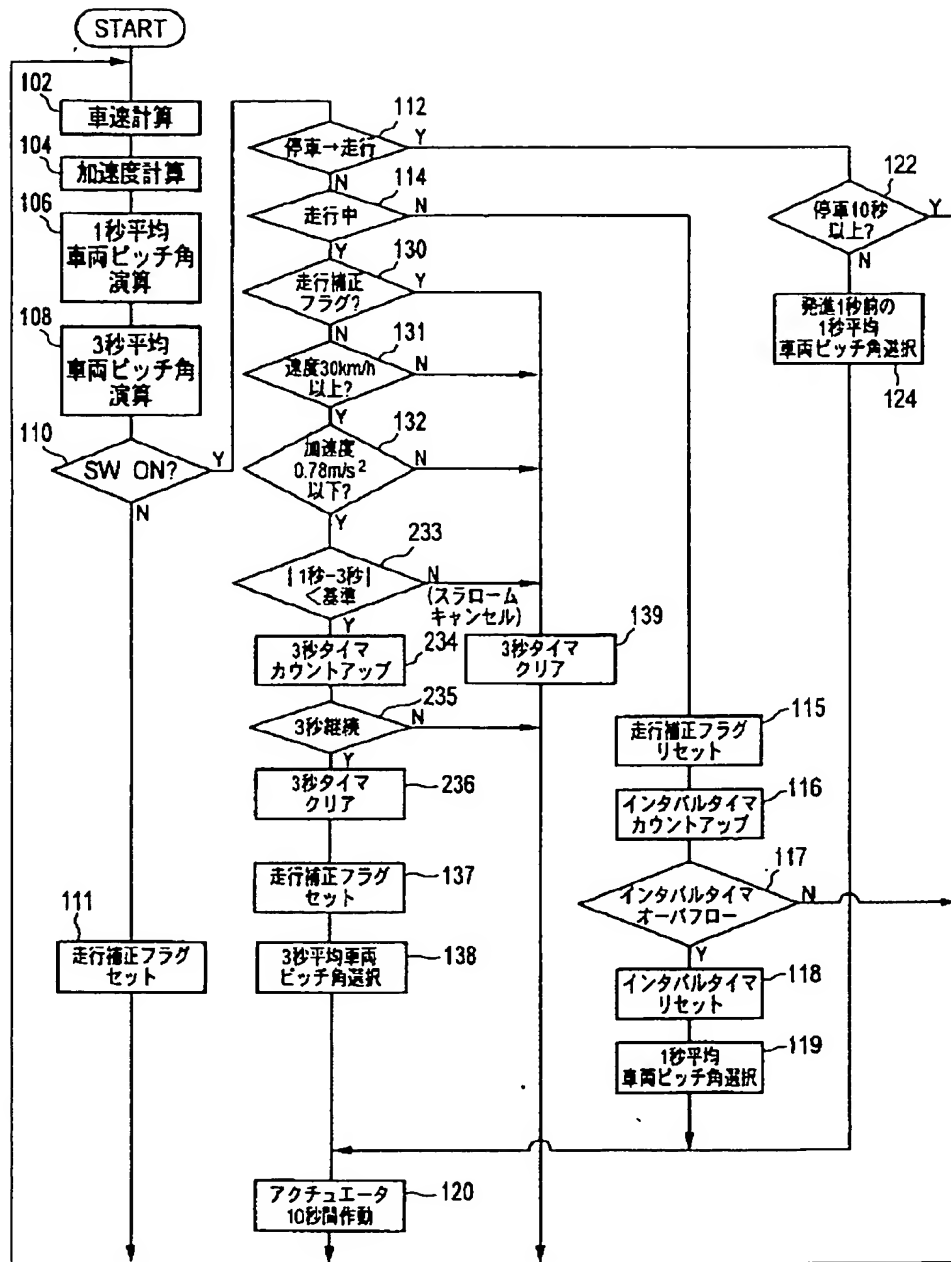 START
102
車速計算
104
加速度計算
106
1秒平均
車両ピッチ角
演算
108
3秒平均
車両ピッチ角
演算
110
SW ON?
Y
N
111
走行補正フラグ
セット
112
停車→走行
Y
N
114
走行中
N
Y
130
走行補正
フラグ?
Y
N
131
速度30km/h
以上?
N
Y
132
加速度
0.78m/s²
以下?
N
Y
233
|1秒-3秒|
<基準
N
(スラローム
キャンセル)
Y
3秒タイマ
カウントアップ
234
235
3秒継続
N
Y
3秒タイマ
クリア
236
走行補正フラグ
セット
137
3秒平均車両
ピッチ角選択
138
139
3秒タイマ
クリア
アクチュエータ
10秒間作動
120
115
走行補正フラグ
リセット
インタバルタイマ
カウントアップ
116
117
インタバルタイマ
オーバフロー
N
Y
インタバルタイマ
リセット
118
1秒平均
車両ピッチ角選択
119
122
停車10秒
以上?
Y
N
発進1秒前の
1秒平均
車両ピッチ角選択
124